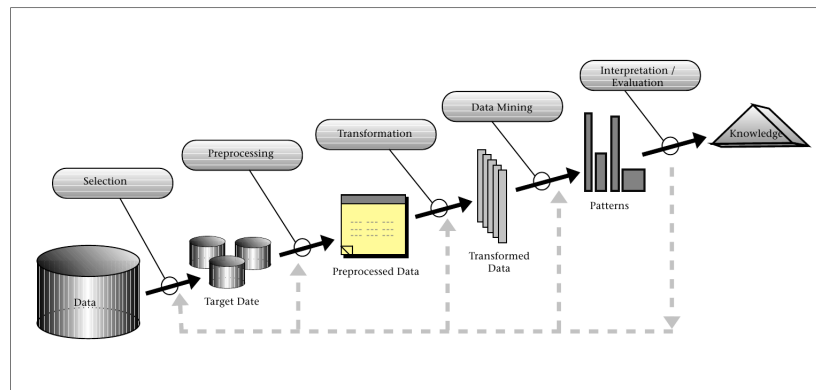 Interpretation /
Evaluation
Data Mining
Transformation
Preprocessing
Selection
Knowledge
Patterns
Transformed
Data
Preprocessed Data
Target Date
Data